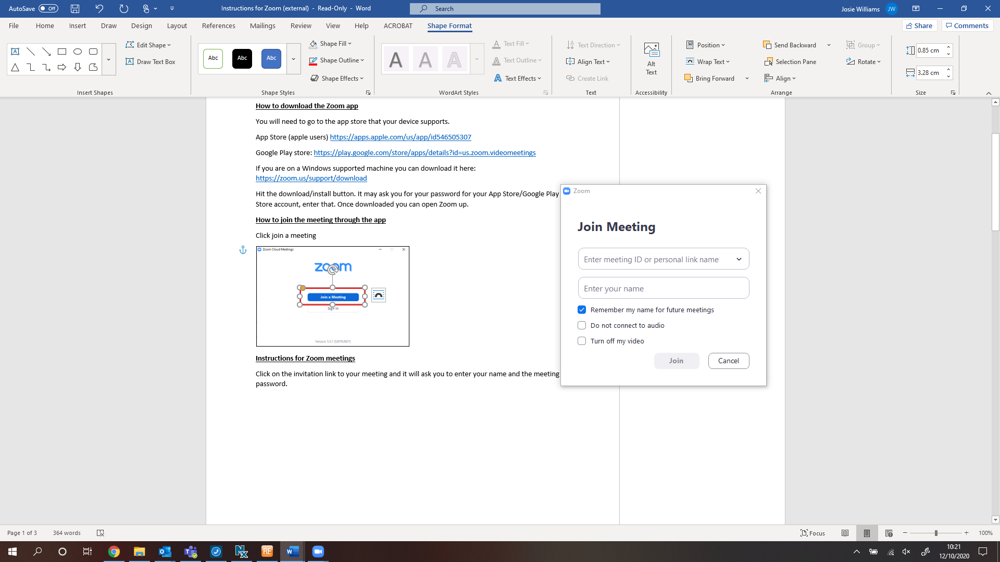 AutoSave Off
Instructions for Zoom (external) - Read-Only - Word
Search
Josie Williams JW
File Home Insert Draw Design Layout References Mailings Review View Help ACROBAT Shape Format
Share Comments
Edit Shape
Draw Text Box
Insert Shapes
Abc Abc Abc
Shape Fill
Shape Outline
Shape Effects
Shape Styles
A A A
Text Fill
Text Outline
Text Effects
WordArt Styles
Text Direction
Align Text
Create Link
Text
Alt
Text
Accessibility
Position
Wrap Text
Bring Forward
Send Backward
Selection Pane
Align
Group
Rotate
Arrange
0.85 cm
3.28 cm
Size
How to download the Zoom app
You will need to go to the app store that your device supports.
App Store (apple users) https://apps.apple.com/us/app/id546505307
Google Play store: https://play.google.com/store/apps/details?id=us.zoom.videomeetings
If you are on a Windows supported machine you can download it here:
https://zoom.us/support/download
Hit the download/install button. It may ask you for your password for your App Store/Google Play
Store account, enter that. Once downloaded you can open Zoom up.
How to join the meeting through the app
Click join a meeting
Zoom Cloud Meetings
zoom
Join a Meeting
Sign In
Version: 5.3.1 (52879.0927)
Instructions for Zoom meetings
Click on the invitation link to your meeting and it will ask you to enter your name and the meeting
password.
Zoom
Join Meeting
Enter meeting ID or personal link name
Enter your name
Remember my name for future meetings
Do not connect to audio
Turn off my video
Join Cancel
Page 1 of 3 364 words
Focus
100%
RE
10:21
12/10/2020